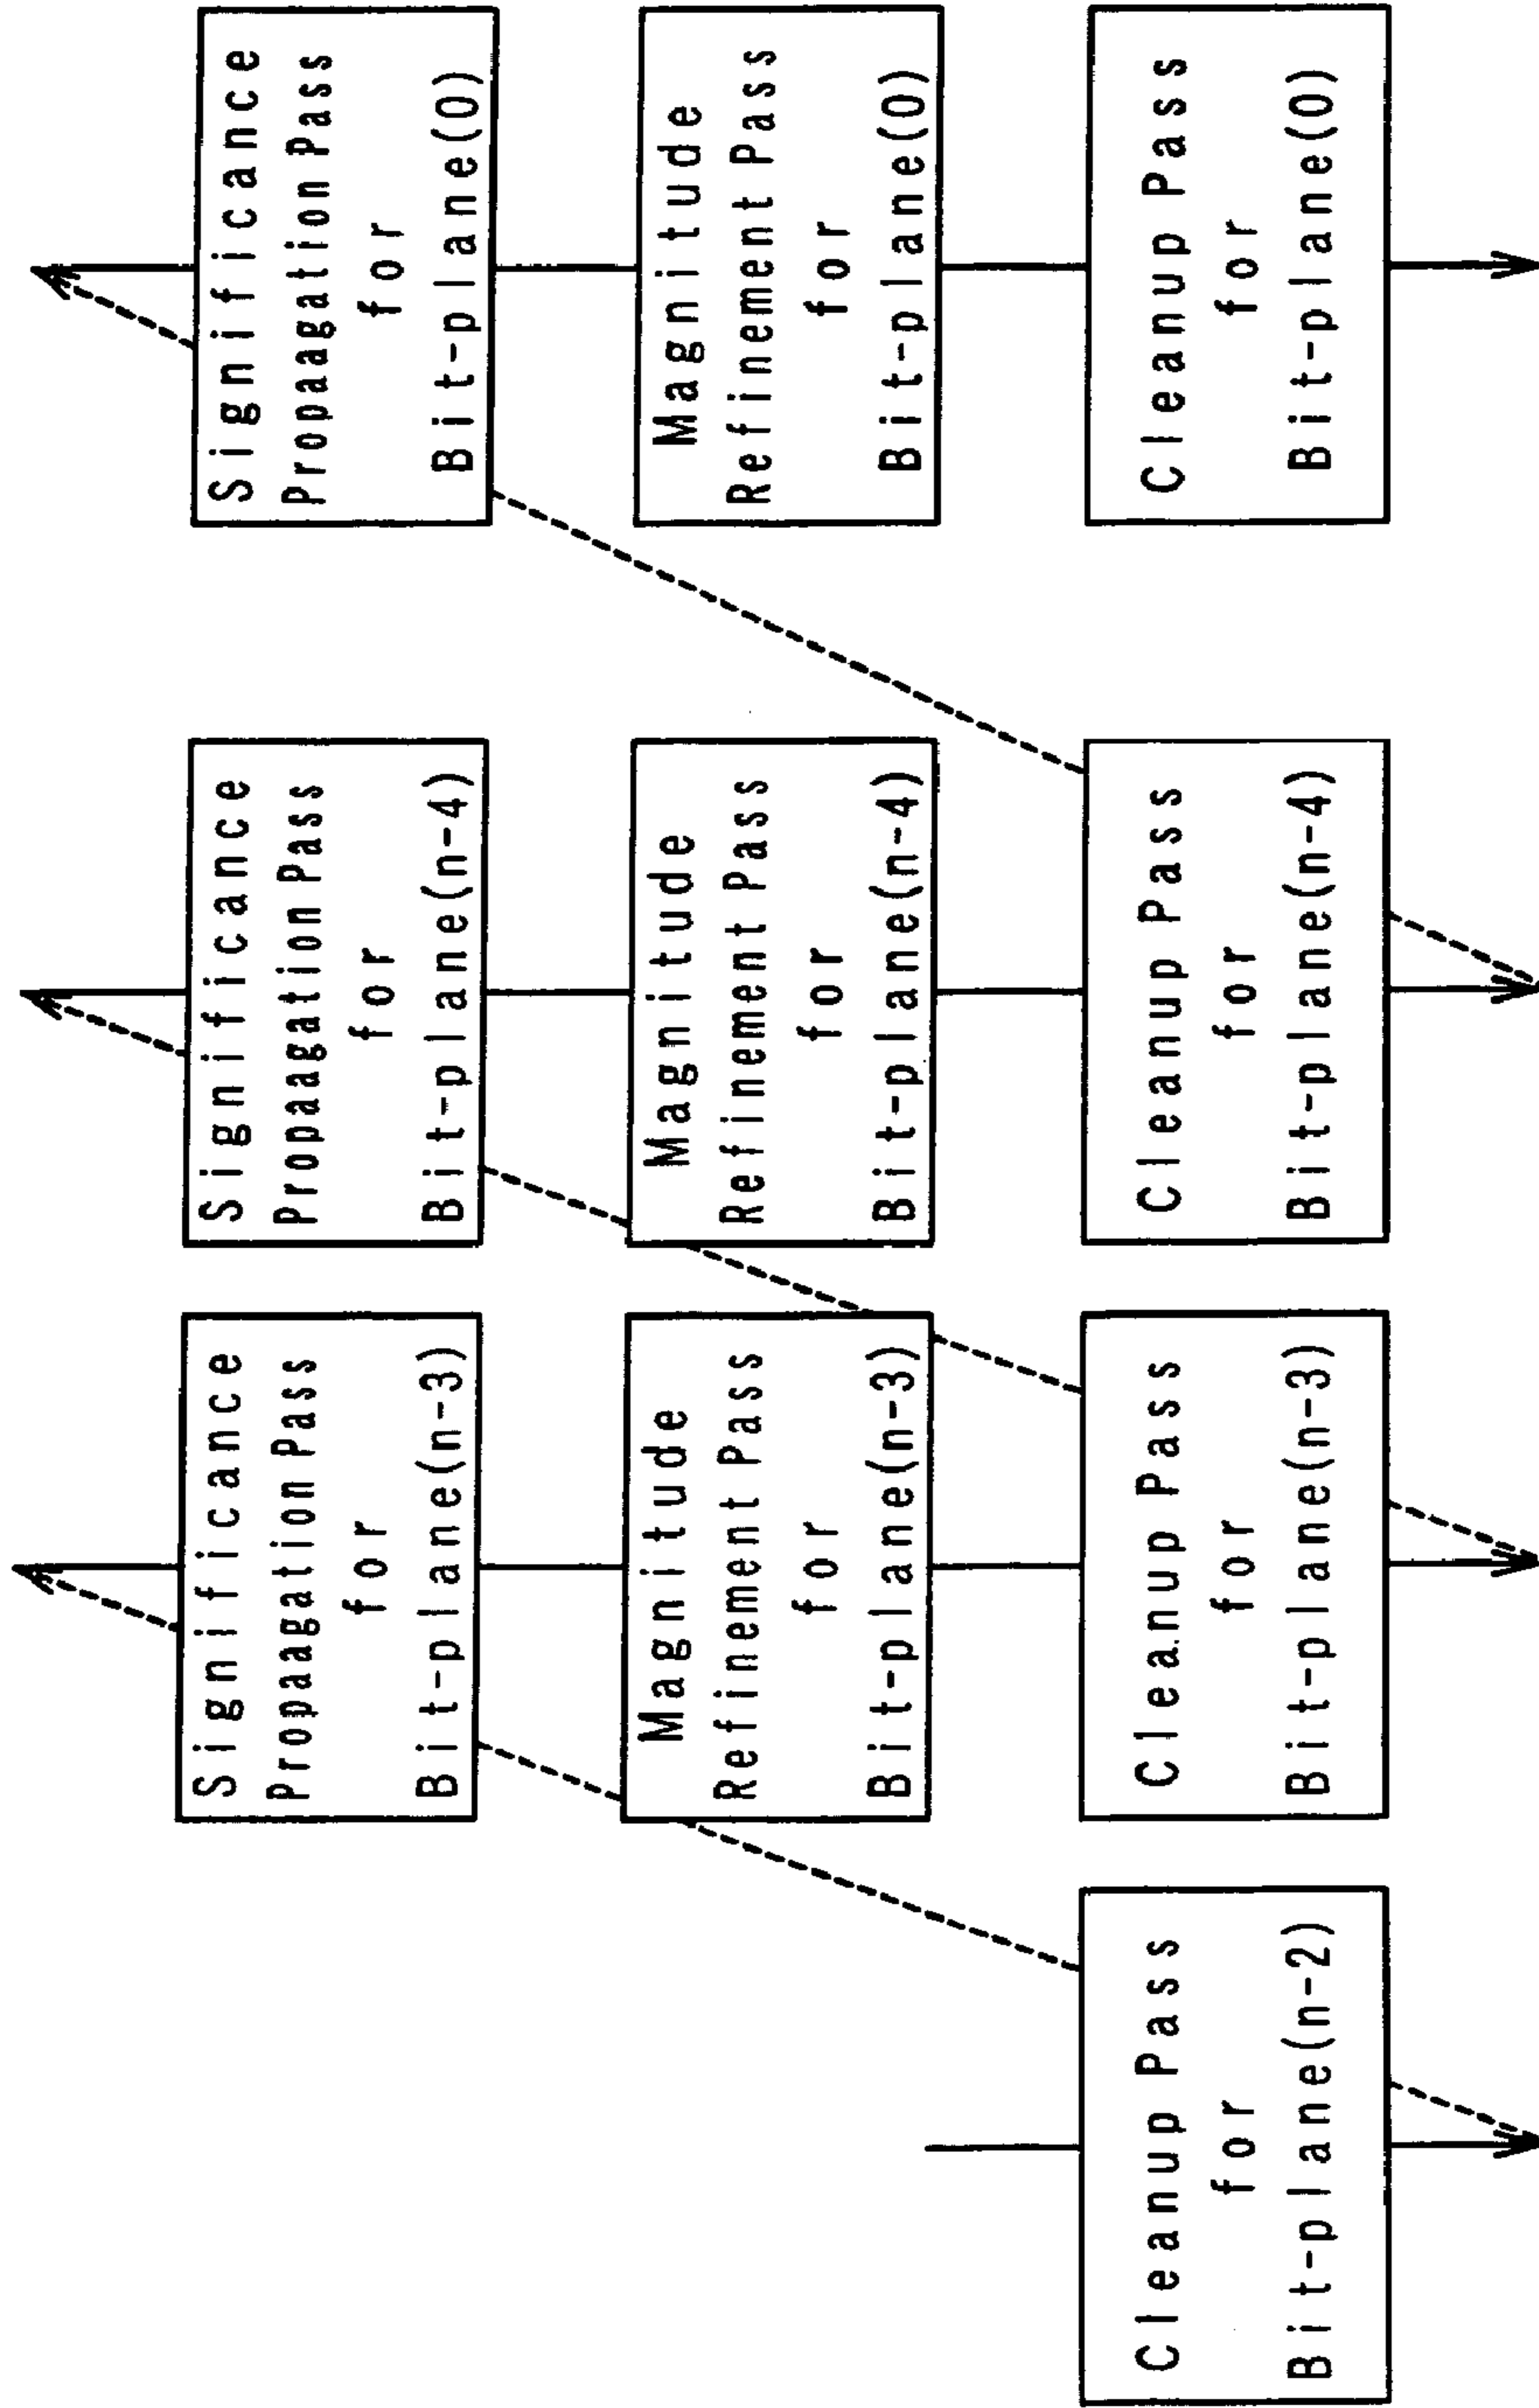 Cleanup Pass
for
Bit-plane(n-2)
Significance
Propaagation Pass
for
Bit-plane(n-3)
Magnitude
Refinement Pass
for
Bit-plane(n-3)
Cleanup Pass
for
Bit-plane(n-3)
Significance
Propaagation Pass
for
Bit-plane(n-4)
Magnitude
Refinement Pass
for
Bit-plane(n-4)
Cleanup Pass
for
Bit-plane(n-4)
Significance
Propaagation Pass
for
Bit-plane(0)
Magnitude
Refinement Pass
for
Bit-plane(0)
Cleanup Pass
for
Bit-plane(0)